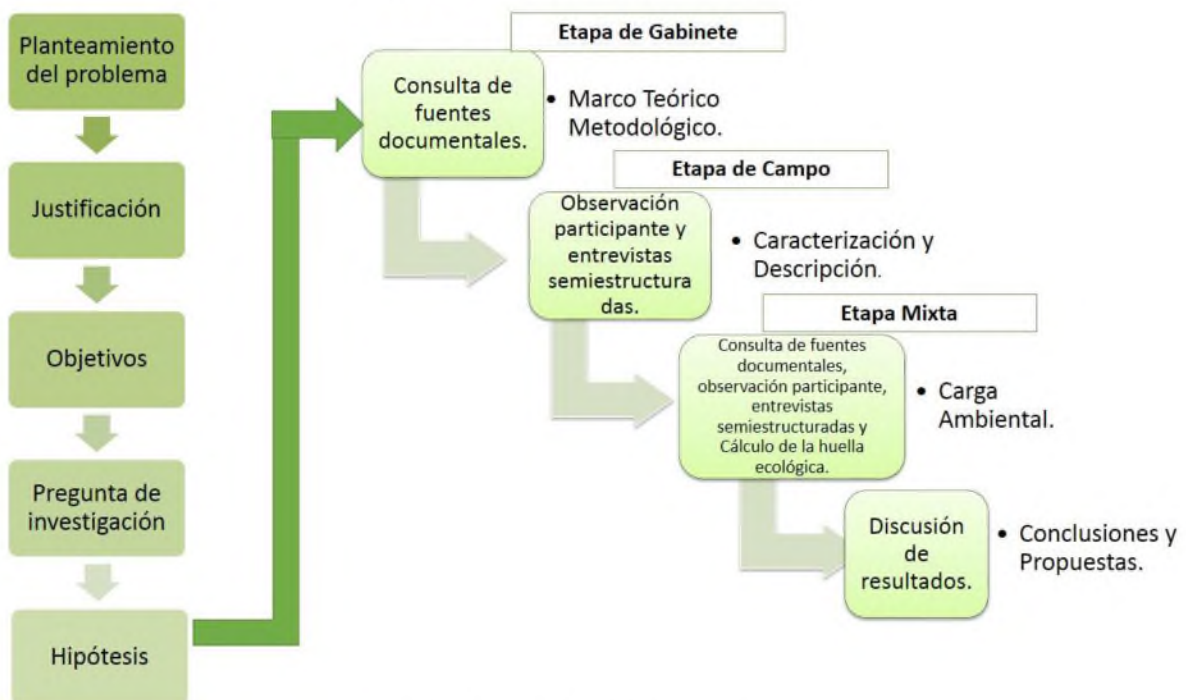 Planteamiento
del problema
Justificación
Objetivos
Pregunta de
investigación
Hipótesis
Etapa de Gabinete
Consulta de
fuentes
documentales.
• Marco Teórico
Metodológico.
Etapa de Campo
Observación
participante y
entrevistas
semiestructura
das.
• Caracterización y
Descripción.
Etapa Mixta
Consulta de fuentes
documentales,
observación participante,
entrevistas
semiestructuradas y
Cálculo de la huella
ecológica.
• Carga
Ambiental.
Discusión
de
resultados.
• Conclusiones y
Propuestas.